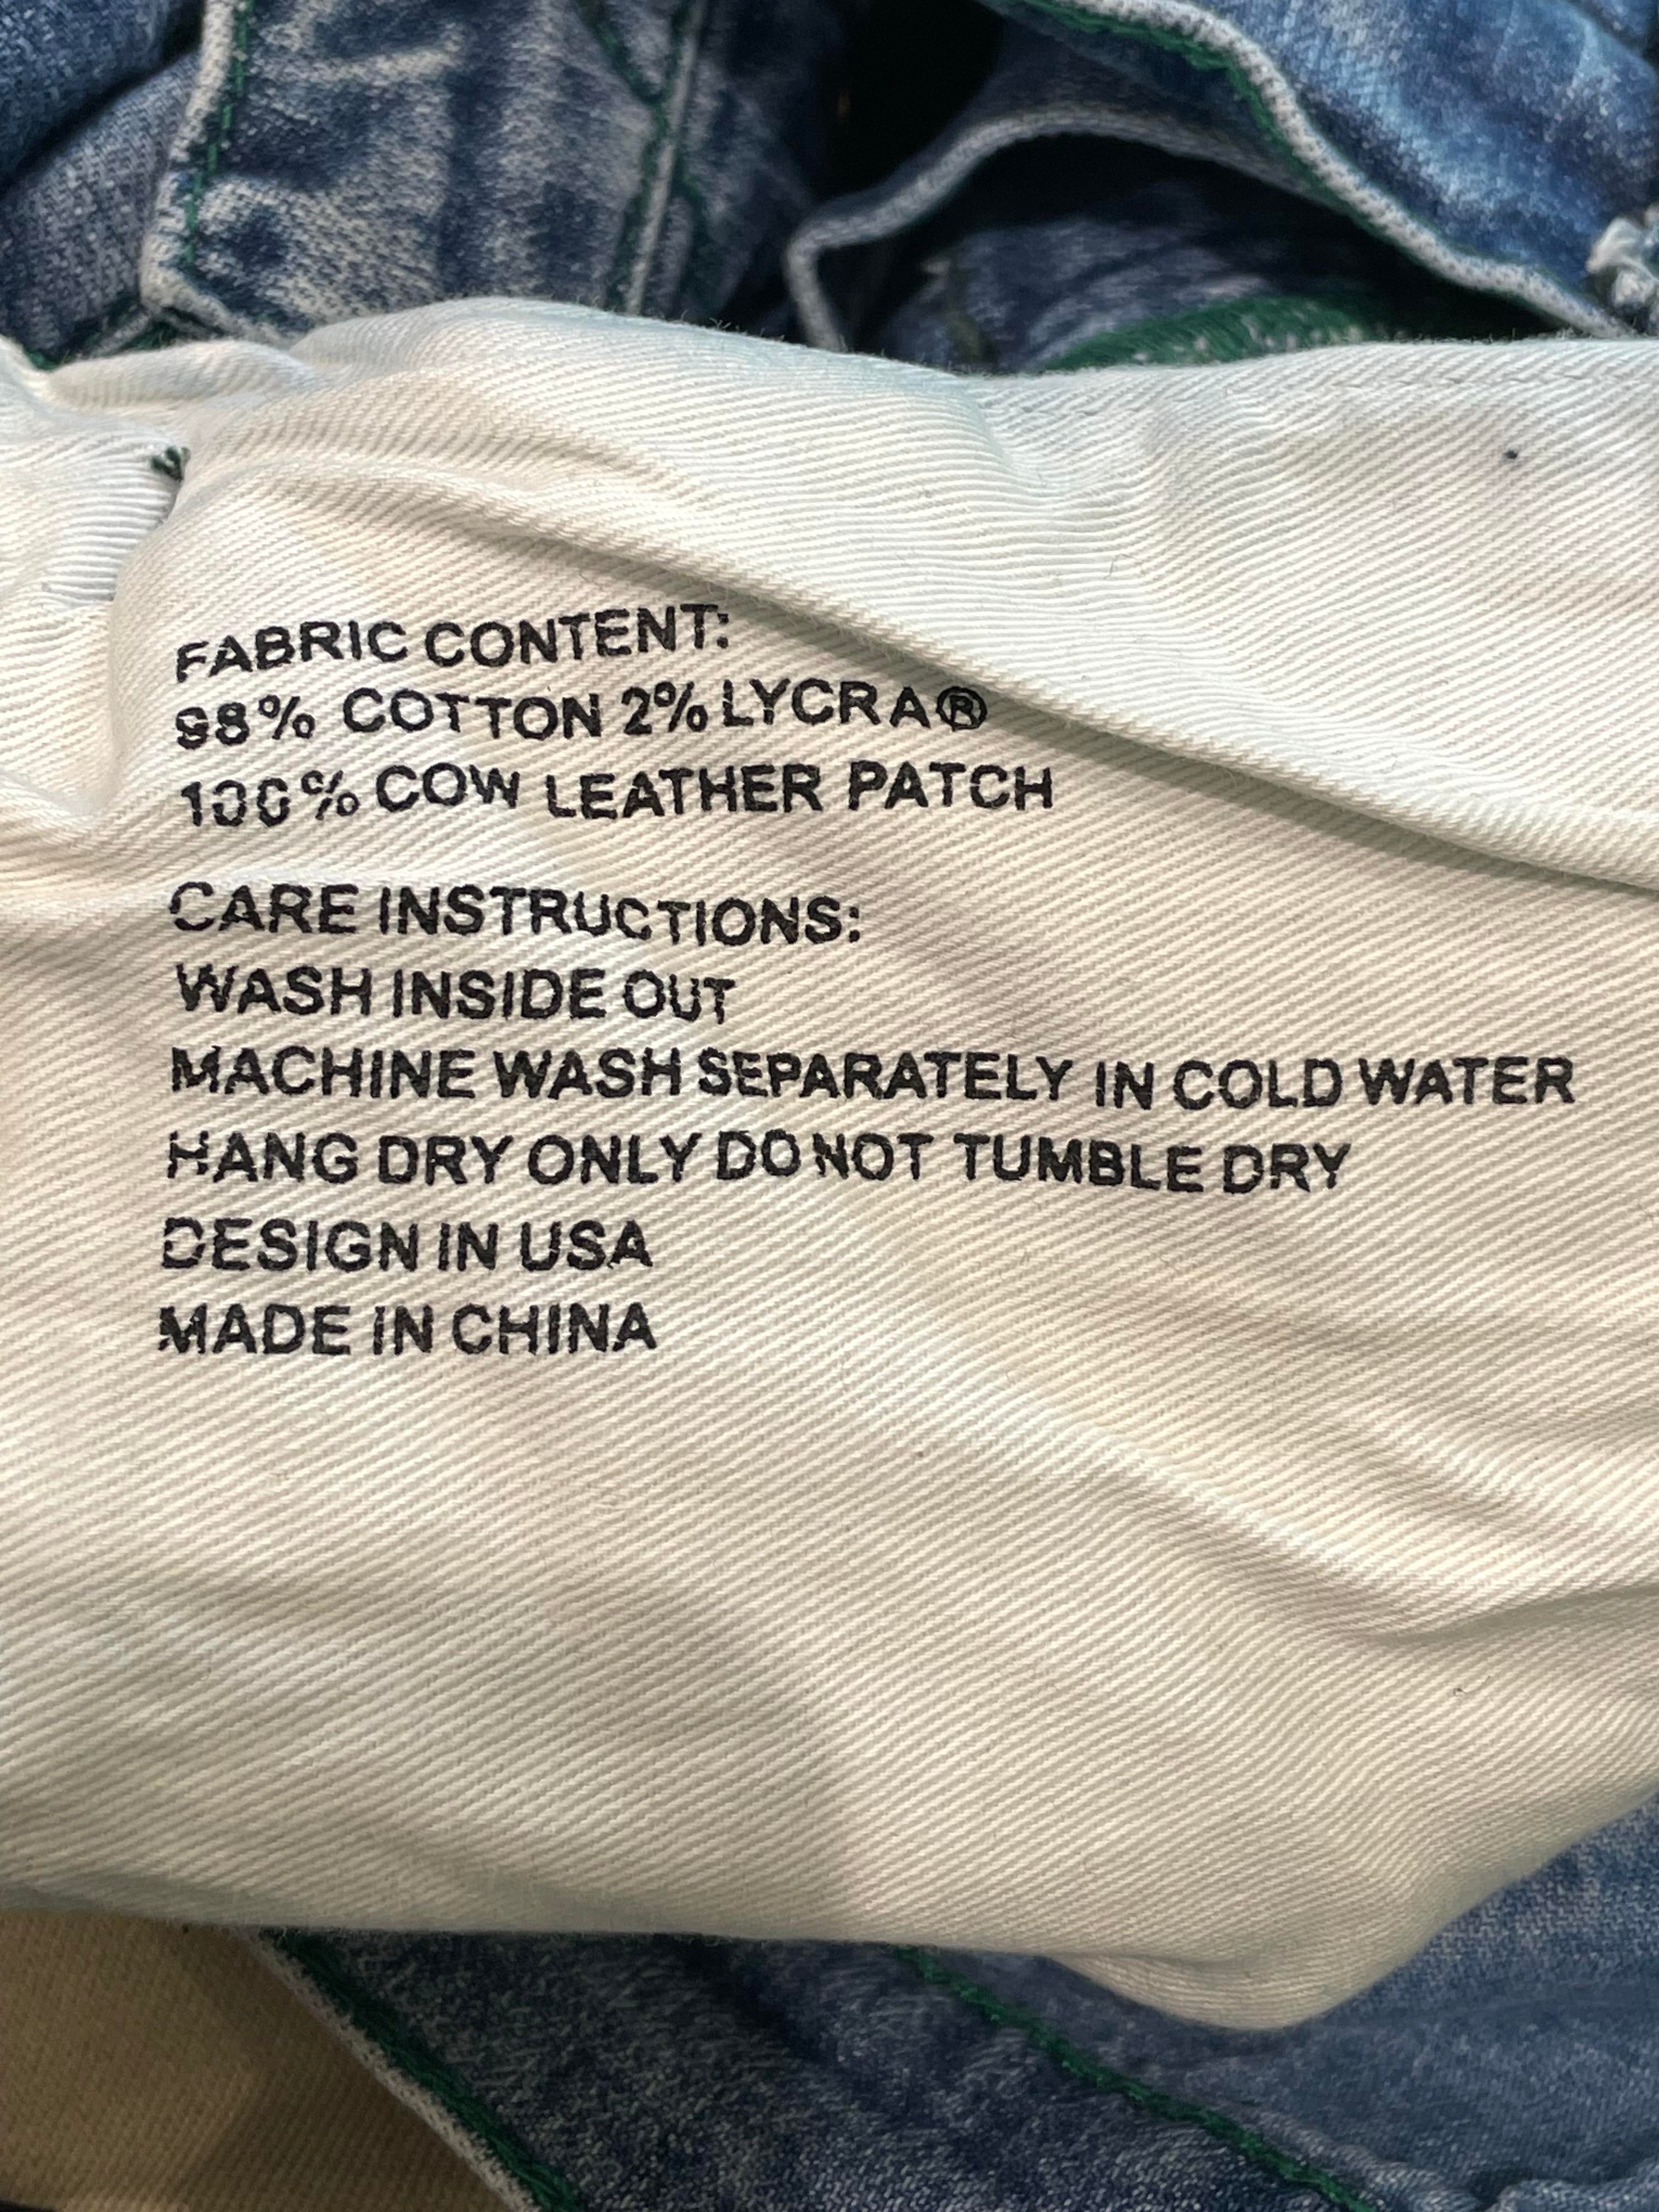 FABRIC CONTENT:
98% COTTON 2% LYCRA®
100% COW LEATHER PATCH
CARE INSTRUCTIONS:
WASH INSIDE OUT
MACHINE WASH SEPARATELY IN COLD WATER
HANG DRY ONLY DO NOT TUMBLE DRY
DESIGN IN USA
MADE IN CHINA